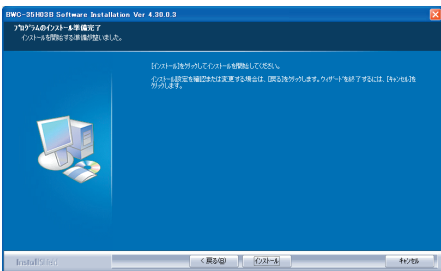 BWC-35H03B Software Installation Ver 4.30.0.3
ﾌﾟﾛｸﾞﾗﾑのｲﾝｽﾄｰﾙ準備完了
ｲﾝｽﾄｰﾙを開始する準備が整いました。
[ｲﾝｽﾄｰﾙ]をｸﾘｯｸしてｲﾝｽﾄｰﾙを開始してください。
ｲﾝｽﾄｰﾙ設定を確認または変更する場合は、[戻る]をｸﾘｯｸします。ｳｨｻﾞｰﾄﾞを終了するには、[ｷｬﾝｾﾙ]を
ｸﾘｯｸします。
InstallShield
< 戻る(B)
ｲﾝｽﾄｰﾙ
ｷｬﾝｾﾙ